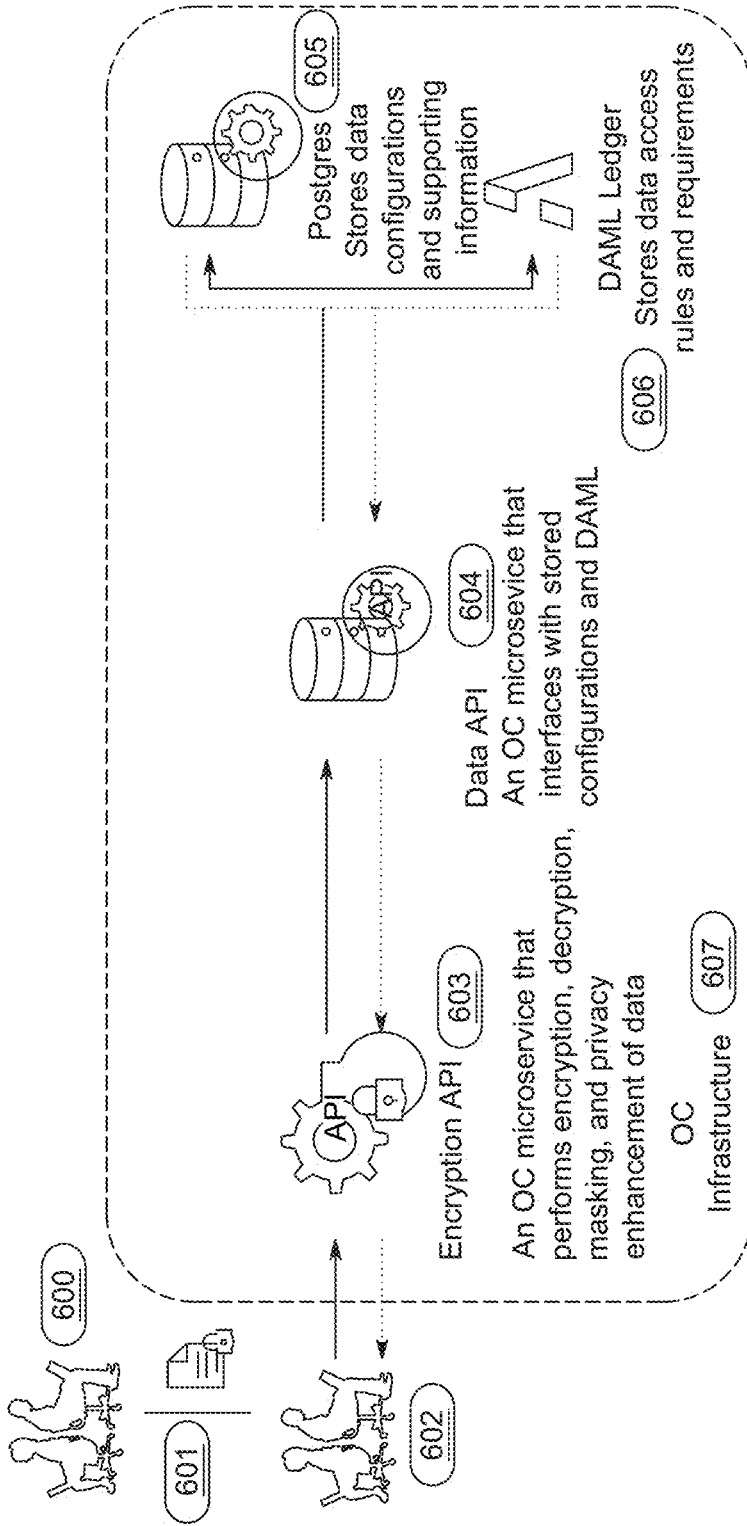 600
601
602
API
Encryption API
603
An OC microservice that
performs encryption, decryption,
masking, and privacy
enhancement of data
OC
Infrastructure
607
API
Data API
604
An OC microsevice that
interfaces with stored
configurations and DAML
605
Postgres
Stores data
configurations
and supporting
information
DAML Ledger
606
Stores data access
rules and requirements